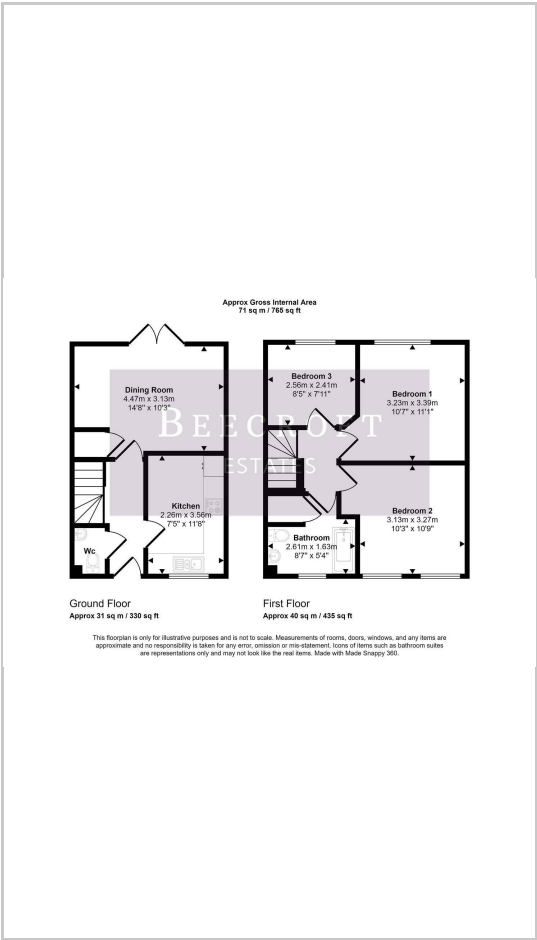 Approx Gross Internal Area
71 sq m / 765 sq ft
Dining Room
4.47m x 3.13m
14'8" x 10'3"
Kitchen
2.26m x 3.56m
7'5" x 11'8"
Wc
Bedroom 3
2.56m x 2.41m
8'5" x 7'11"
Bedroom 1
3.23m x 3.39m
10'7" x 11'1"
Bedroom 2
3.13m x 3.27m
10'3" x 10'9"
Bathroom
2.61m x 1.63m
8'7" x 5'4"
BEECROFT
ESTATES
Ground Floor
Approx 31 sq m / 330 sq ft
First Floor
Approx 40 sq m / 435 sq ft
This floorplan is only for illustrative purposes and is not to scale. Measurements of rooms, doors, windows, and any items are
approximate and no responsibility is taken for any error, omission or mis-statement. Icons of items such as bathroom suites
are representations only and may not look like the real items. Made with Made Snappy 360.